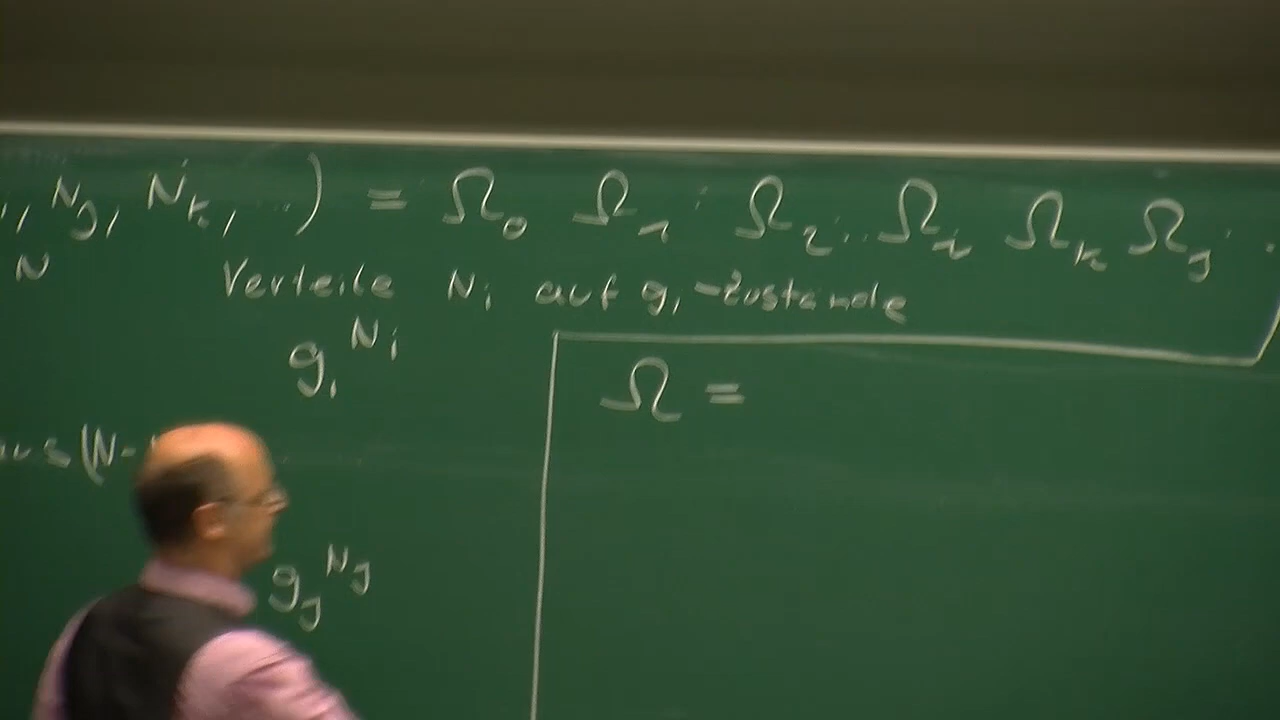 ., N_j, N_k, ..) = Ω_0 Ω_1 · Ω_2 .. Ω_i Ω_k Ω_j ·
N
Verteile N_i auf g_i-Zustände
g_i^{N_i}
Ω =
aus (N-
g_j^{N_j}